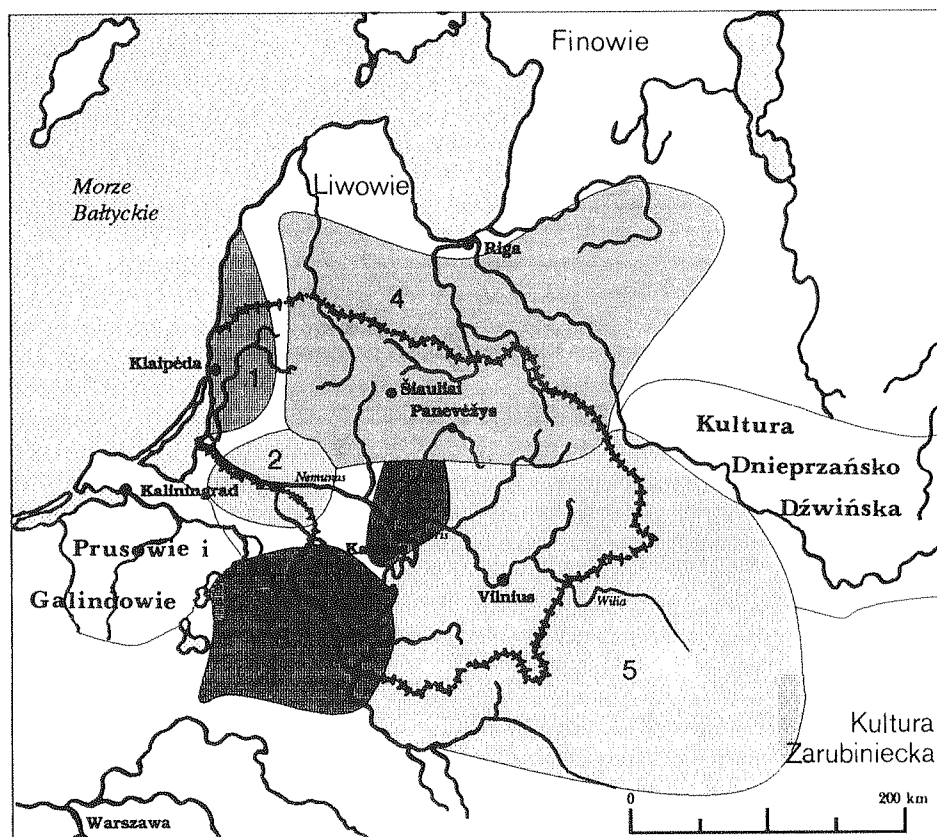 Finowie
Morze
Bałtyckie
Liwowie
Riga
4
Klaipėda
1
Šiauliai
Panevėžys
Kultura
Dnieprzańsko
Dźwińska
2
Nemunas
Kaliningrad
Prusowie i
Galindowie
Vilnius
Wilia
5
Kultura
Zarubiniecka
0
200 km
Warszawa